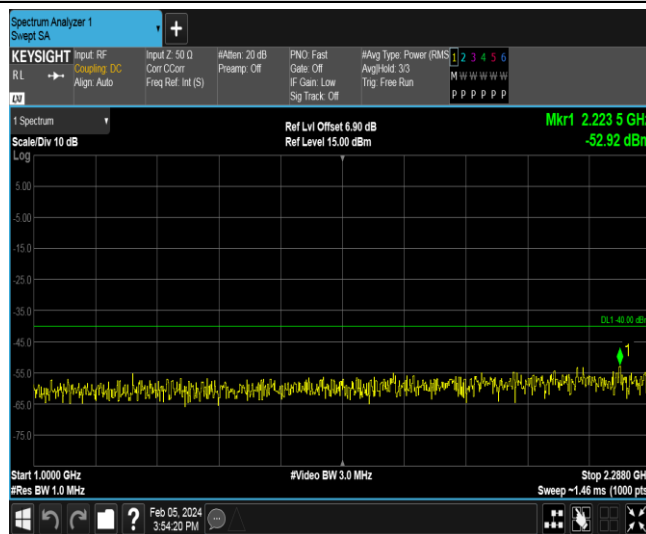 Spectrum Analyzer 1
Swept SA
+
KEYSIGHT
RL
LXI
Input: RF
Coupling: DC
Align: Auto
Input Z: 50 Ω
Corr CCorr
Freq Ref: Int (S)
#Atten: 20 dB
Preamp: Off
PNO: Fast
Gate: Off
IF Gain: Low
Sig Track: Off
#Avg Type: Power (RMS
Avg|Hold: 3/3
Trig: Free Run
1 2 3 4 5 6
M W W W W W
P P P P P P
1 Spectrum
Scale/Div 10 dB
Log
Ref Lvl Offset 6.90 dB
Ref Level 15.00 dBm
Mkr1 2.223 5 GHz
-52.92 dBm
5.00
-5.00
-15.0
-25.0
-35.0
DL1 -40.00 dBm
-45.0
1
-55.0
-65.0
-75.0
Start 1.0000 GHz
#Res BW 1.0 MHz
#Video BW 3.0 MHz
Stop 2.2880 GH
Sweep ~1.46 ms (1000 pts
?
Feb 05, 2024
3:54:20 PM